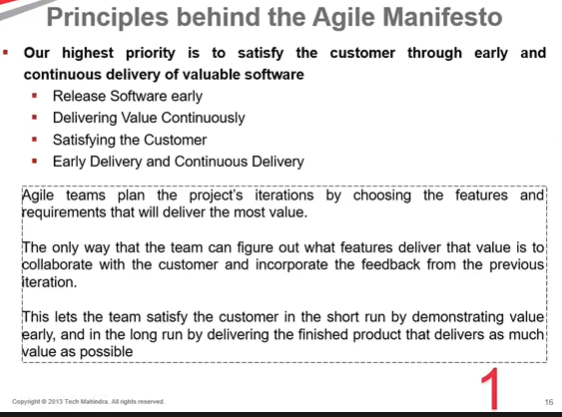 Principles behind the Agile Manifesto
Our highest priority is to satisfy the customer through early and
continuous delivery of valuable software
Release Software early
Delivering Value Continuously
Satisfying the Customer
Early Delivery and Continuous Delivery
Agile teams plan the project's iterations by choosing the features and
requirements that will deliver the most value.
The only way that the team can figure out what features deliver that value is to
collaborate with the customer and incorporate the feedback from the previous
iteration.
This lets the team satisfy the customer in the short run by demonstrating value
early, and in the long run by delivering the finished product that delivers as much
value as possible
1
Copyright © 2013 Tech Mahindra. All rights reserved.
16